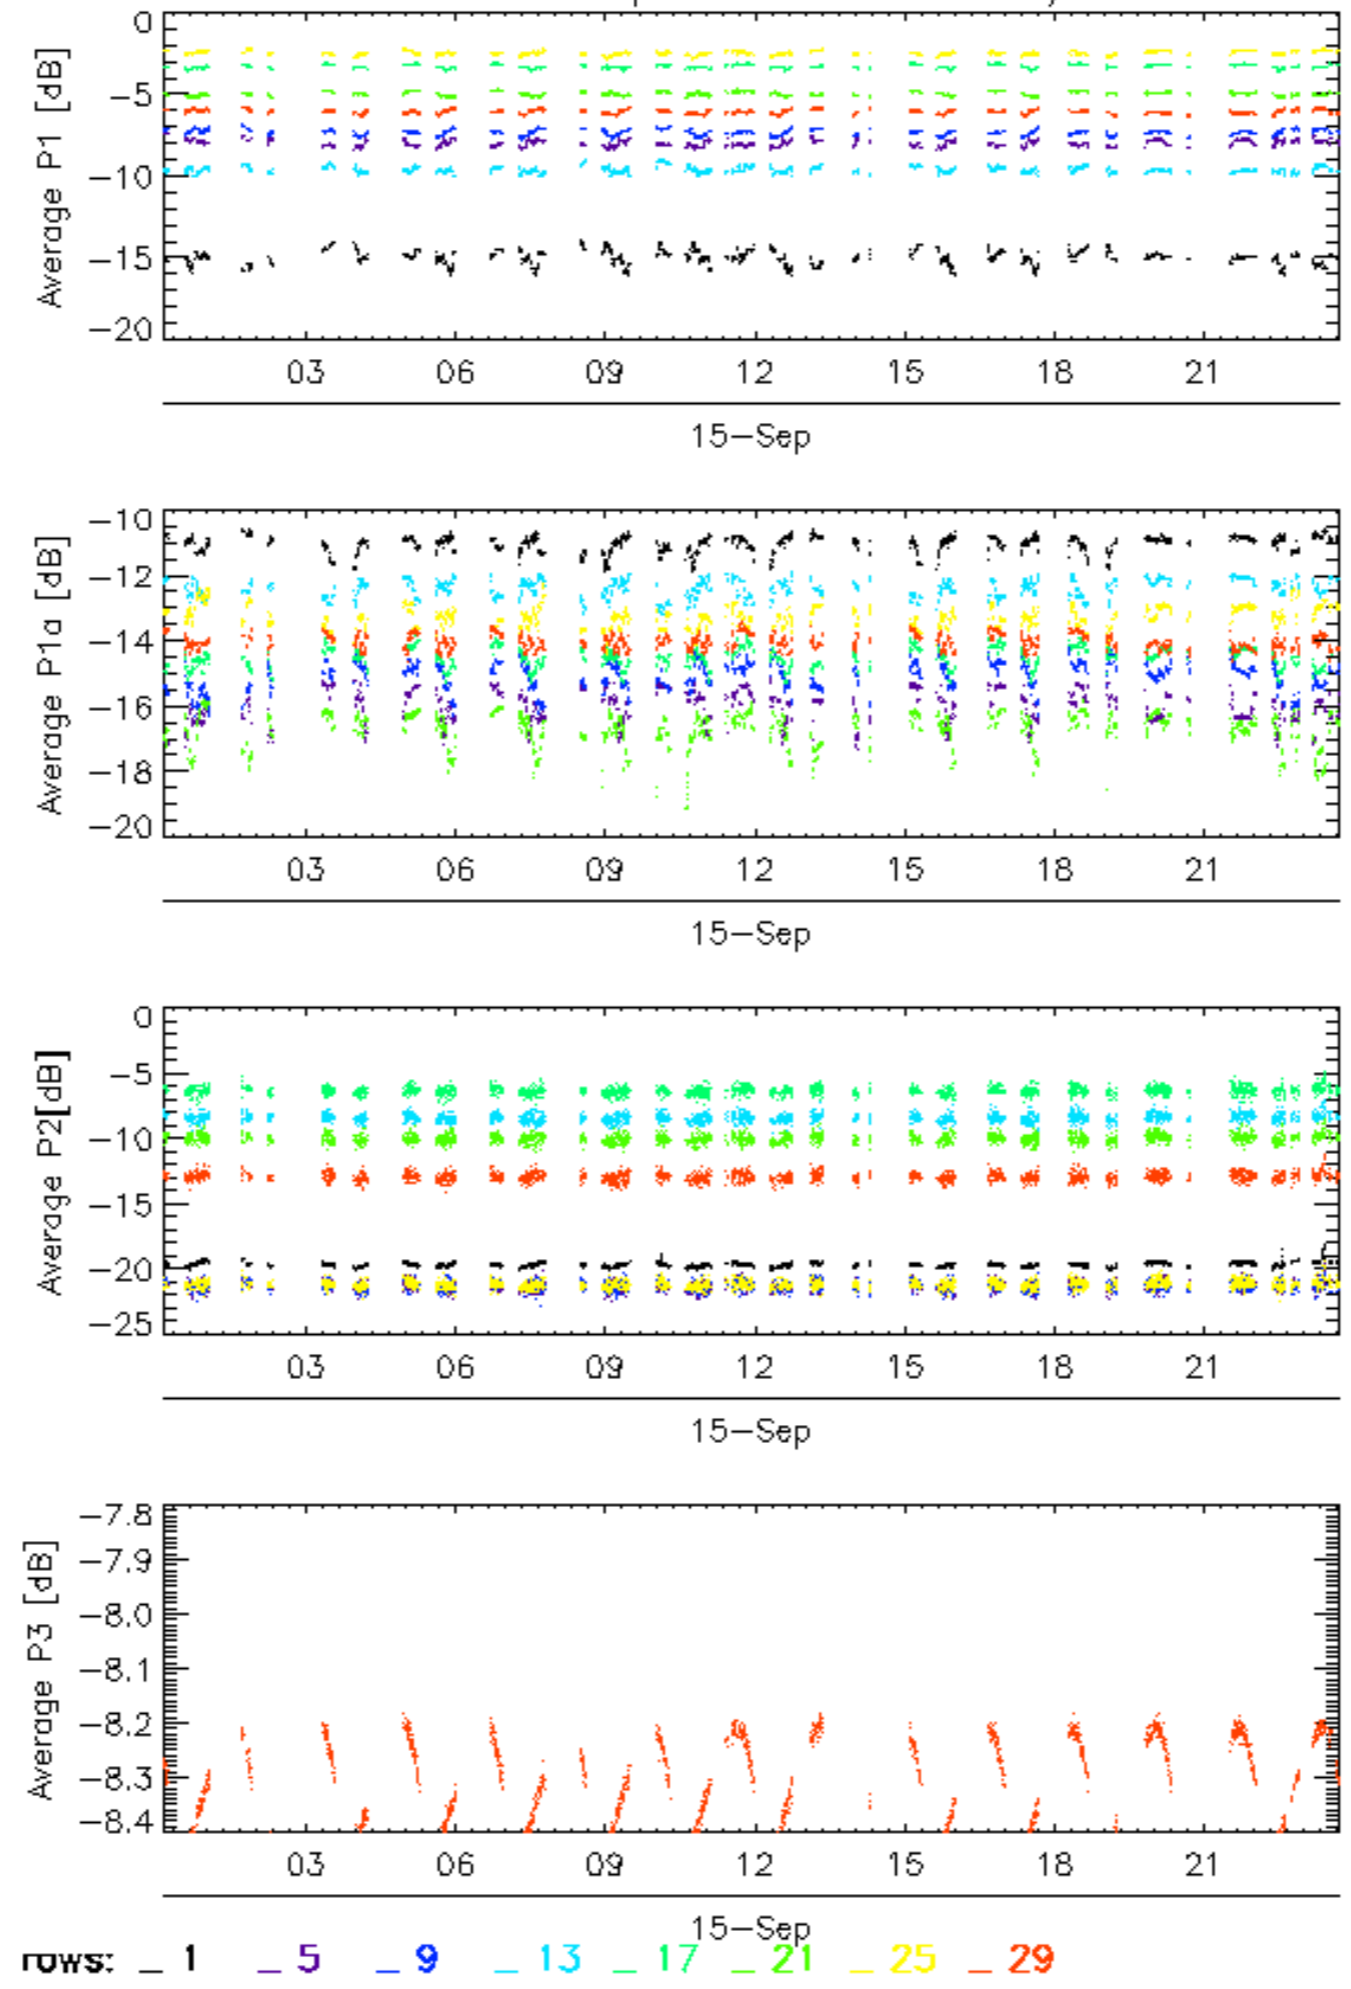 0
−5
−10
−15
−20
Average P1 [dB]
03 06 09 12 15 18 21
15−Sep
−10
−12
−14
−16
−18
−20
Average P1a [dB]
03 06 09 12 15 18 21
15−Sep
0
−5
−10
−15
−20
−25
Average P2[dB]
03 06 09 12 15 18 21
15−Sep
−7.8
−7.9
−8.0
−8.1
−8.2
−8.3
−8.4
Average P3 [dB]
03 06 09 12 15 18 21
15−Sep
rows: _ 1 _ 5 _ 9 _ 13 _ 17 _ 21 _ 25 _ 29